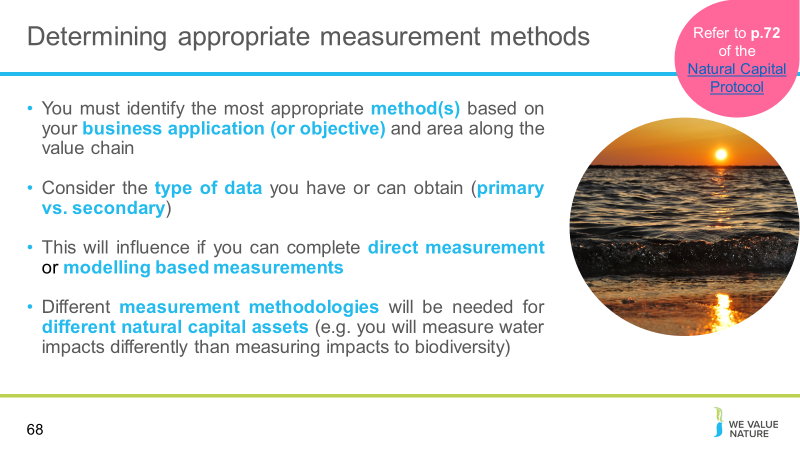 Determining appropriate measurement methods
Refer to p.72
of the
Natural Capital
Protocol
• You must identify the most appropriate method(s) based on
your business application (or objective) and area along the
value chain
• Consider the type of data you have or can obtain (primary
vs. secondary)
• This will influence if you can complete direct measurement
or modelling based measurements
• Different measurement methodologies will be needed for
different natural capital assets (e.g. you will measure water
impacts differently than measuring impacts to biodiversity)
68
WE VALUE
NATURE